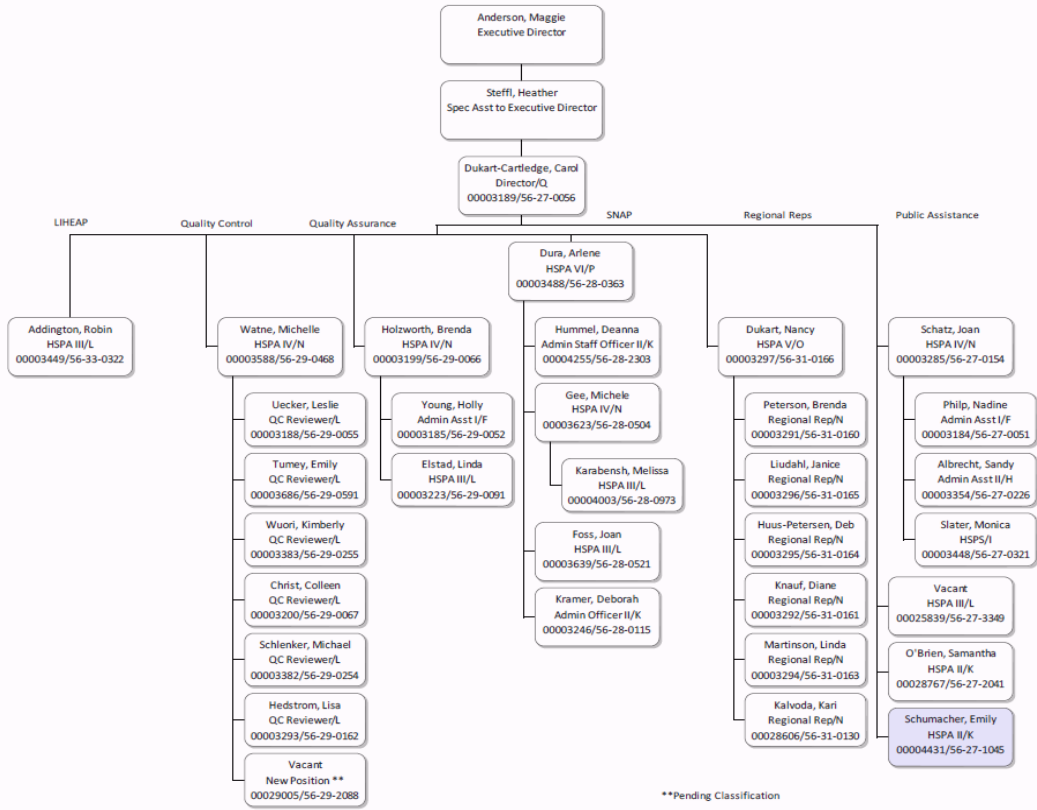 Anderson, Maggie
Executive Director
Steffl, Heather
Spec Asst to Executive Director
Dukart-Cartledge, Carol
Director/Q
00003189/56-27-0056
LIHEAP
Quality Control
Quality Assurance
SNAP
Regional Reps
Public Assistance
Dura, Arlene
HSPA VI/P
00003488/56-28-0363
Addington, Robin
HSPA III/L
00003449/56-33-0322
Watne, Michelle
HSPA IV/N
00003588/56-29-0468
Uecker, Leslie
QC Reviewer/L
00003188/56-29-0055
Tumey, Emily
QC Reviewer/L
00003686/56-29-0591
Wuori, Kimberly
QC Reviewer/L
00003383/56-29-0255
Christ, Colleen
QC Reviewer/L
00003200/56-29-0067
Schlenker, Michael
QC Reviewer/L
00003382/56-29-0254
Hedstrom, Lisa
QC Reviewer/L
00003293/56-29-0162
Vacant
New Position **
00029005/56-29-2088
Holzworth, Brenda
HSPA IV/N
00003199/56-29-0066
Young, Holly
Admin Asst I/F
00003185/56-29-0052
Elstad, Linda
HSPA III/L
00003223/56-29-0091
Hummel, Deanna
Admin Staff Officer II/K
00004255/56-28-2303
Gee, Michele
HSPA IV/N
00003623/56-28-0504
Karabensh, Melissa
HSPA III/L
00004003/56-28-0973
Foss, Joan
HSPA III/L
00003639/56-28-0521
Kramer, Deborah
Admin Officer II/K
00003246/56-28-0115
Dukart, Nancy
HSPA V/O
00003297/56-31-0166
Peterson, Brenda
Regional Rep/N
00003291/56-31-0160
Liudahl, Janice
Regional Rep/N
00003296/56-31-0165
Huus-Petersen, Deb
Regional Rep/N
00003295/56-31-0164
Knauf, Diane
Regional Rep/N
00003292/56-31-0161
Martinson, Linda
Regional Rep/N
00003294/56-31-0163
Kalvoda, Kari
Regional Rep/N
00028606/56-31-0130
Schatz, Joan
HSPA IV/N
00003285/56-27-0154
Philp, Nadine
Admin Asst I/F
00003184/56-27-0051
Albrecht, Sandy
Admin Asst II/H
00003354/56-27-0226
Slater, Monica
HSPS/I
00003448/56-27-0321
Vacant
HSPA III/L
00025839/56-27-3349
O'Brien, Samantha
HSPA II/K
00028767/56-27-2041
Schumacher, Emily
HSPA II/K
00004431/56-27-1045
**Pending Classification